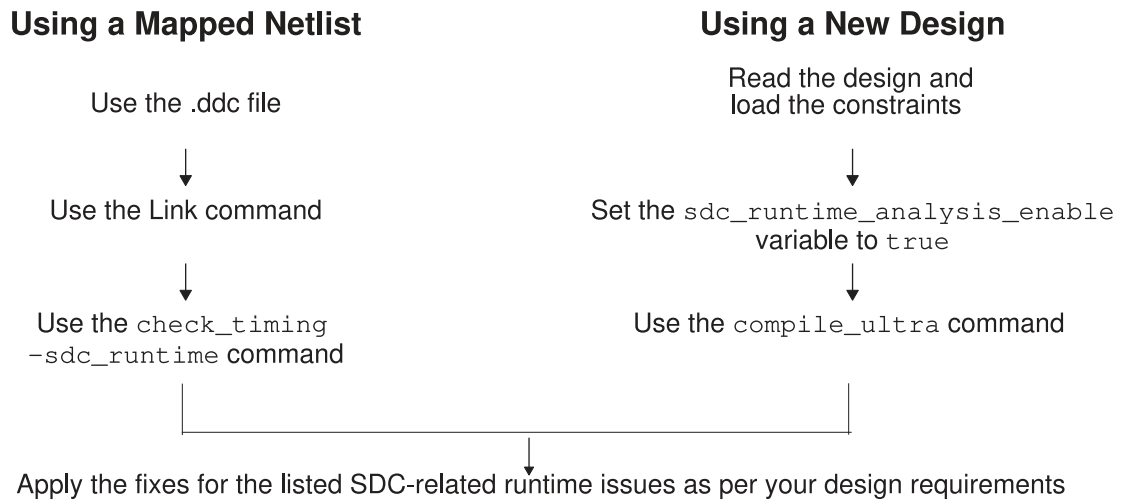 Using a Mapped Netlist
Use the .ddc file
Use the Link command
Use the check_timing
-sdc_runtime command
Using a New Design
Read the design and
load the constraints
Set the sdc_runtime_analysis_enable
variable to true
Use the compile_ultra command
Apply the fixes for the listed SDC-related runtime issues as per your design requirements